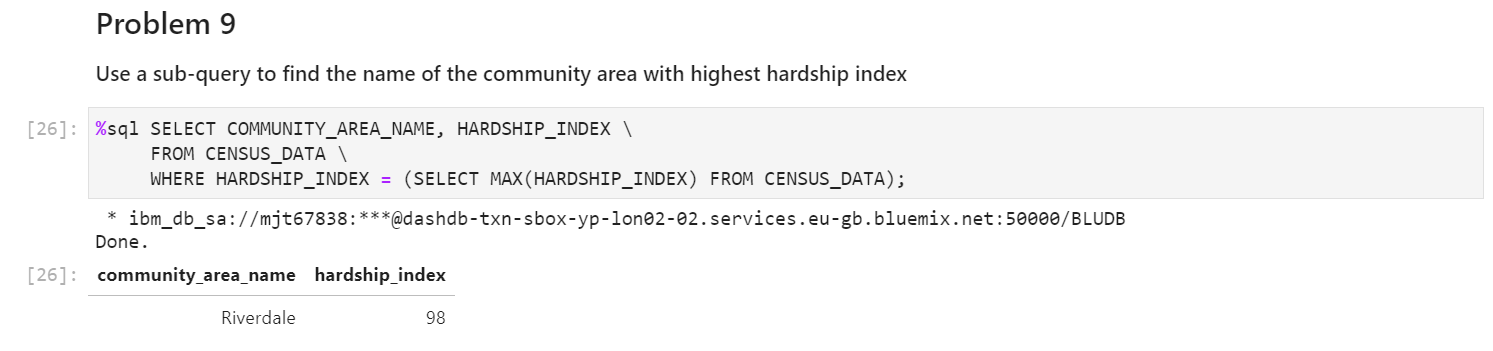 Problem 9
Use a sub-query to find the name of the community area with highest hardship index
[26]: %sql SELECT COMMUNITY_AREA_NAME, HARDSHIP_INDEX \
FROM CENSUS_DATA \
WHERE HARDSHIP_INDEX = (SELECT MAX(HARDSHIP_INDEX) FROM CENSUS_DATA);
* ibm_db_sa://mjt67838:***@dashdb-txn-sbox-yp-lon02-02.services.eu-gb.bluemix.net:50000/BLUDB
Done.
[26]: community_area_name hardship_index
Riverdale 98